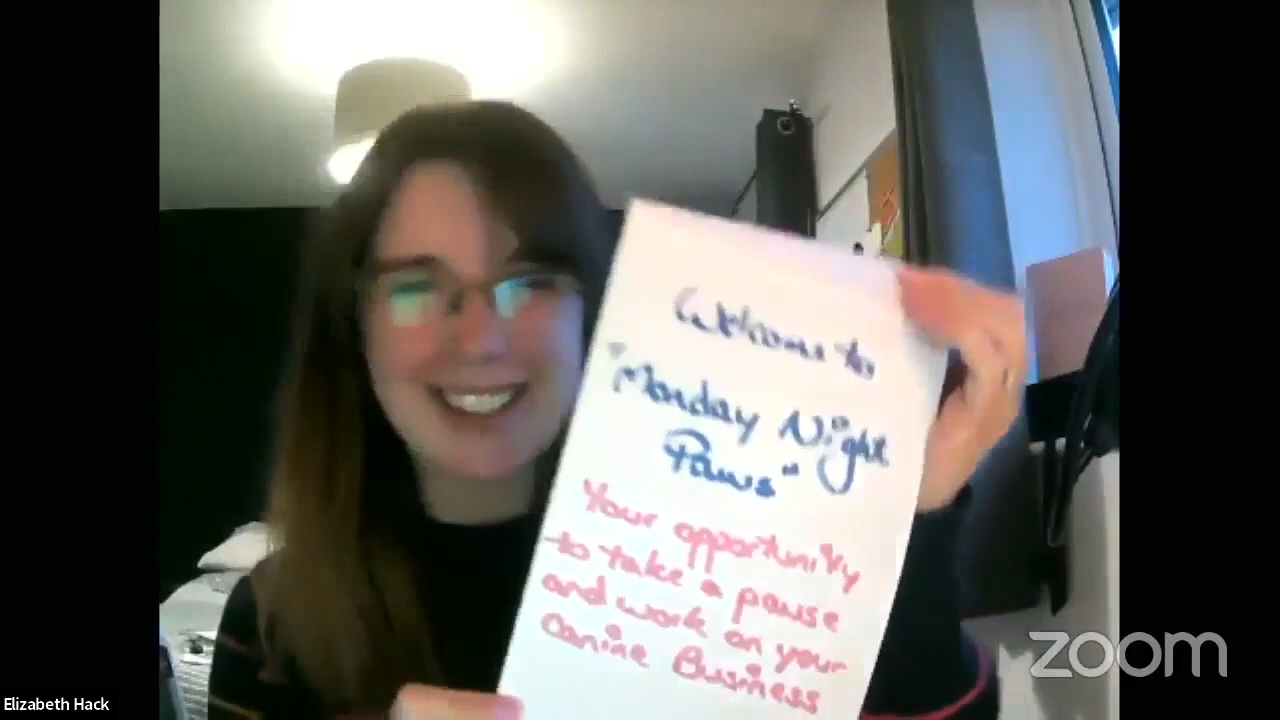 Welcome to
"Monday Night
Paws"
Your opportunity
to take a pause
and work on your
Canine Business
zoom
Elizabeth Hack